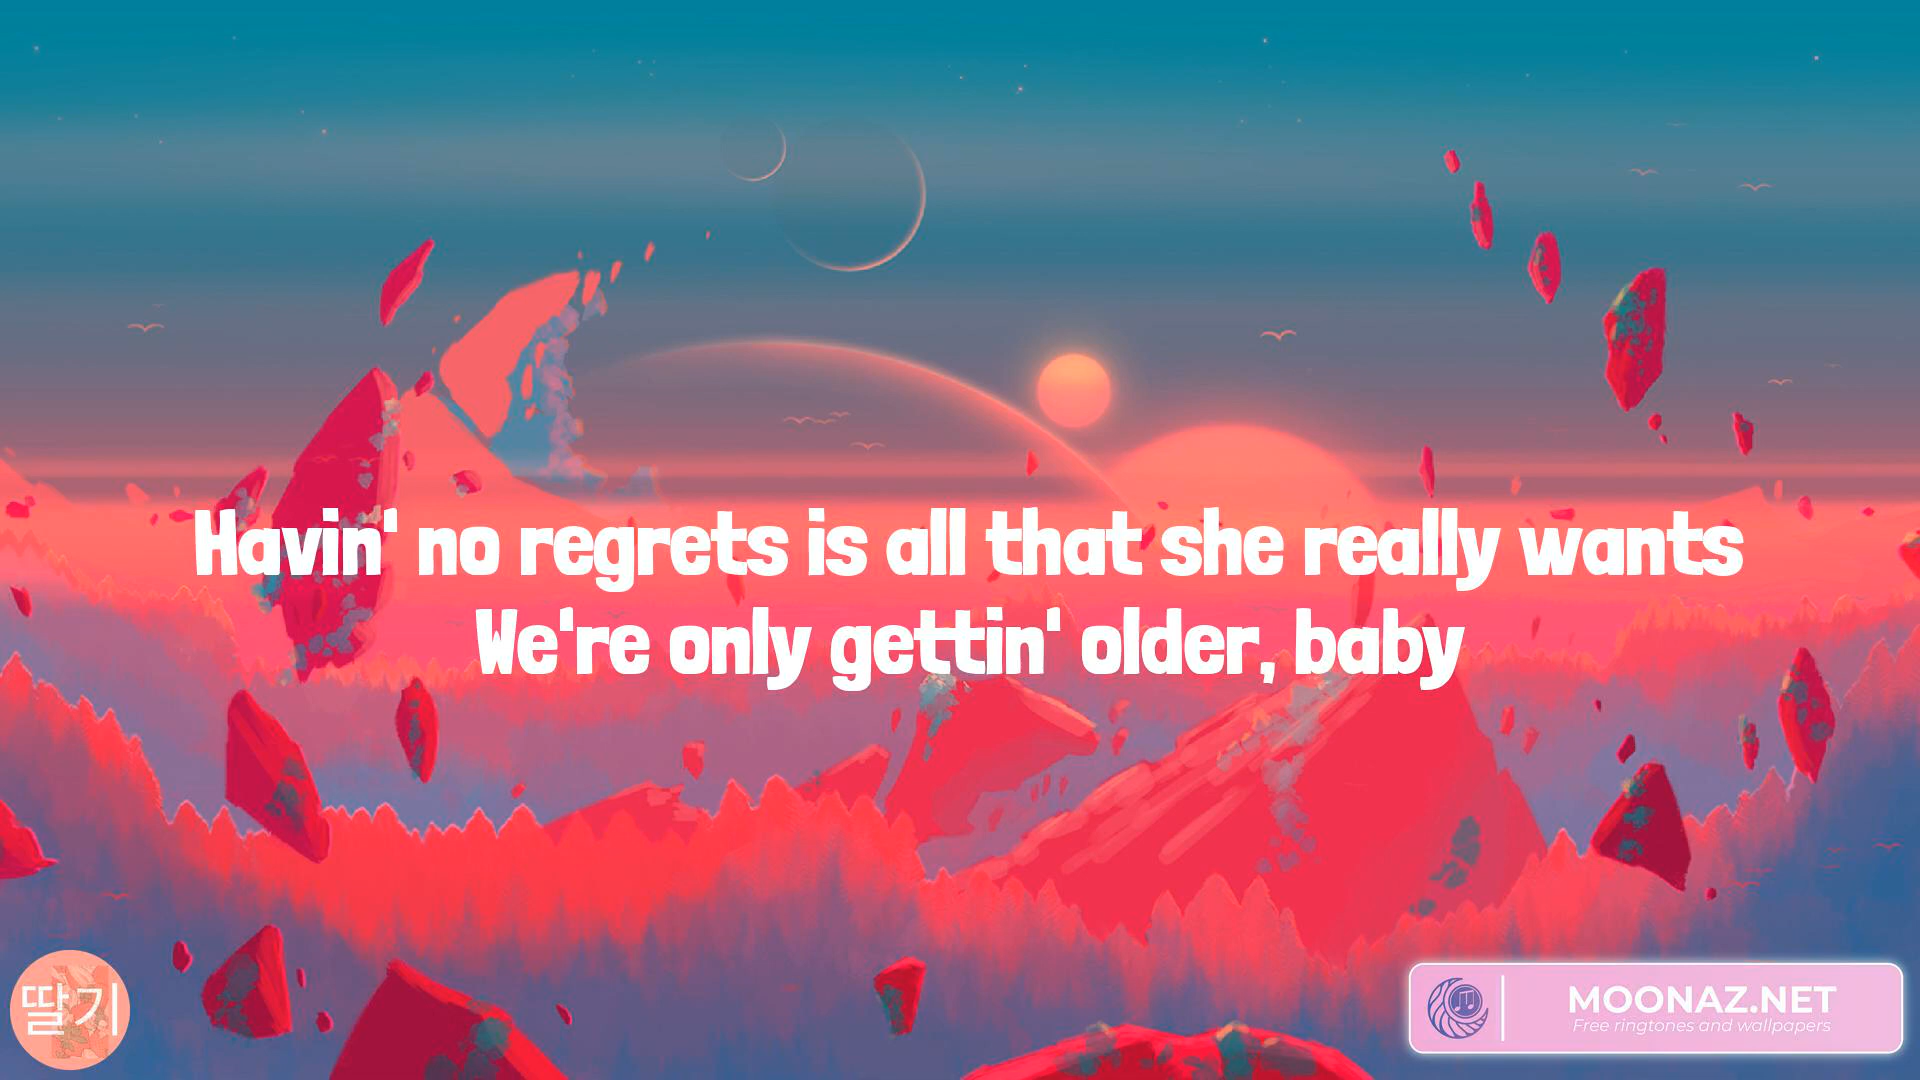 Havin' no regrets is all that she really wants
We're only gettin' older, baby
딸기
MOONAZ.NET
Free ringtones and wallpapers